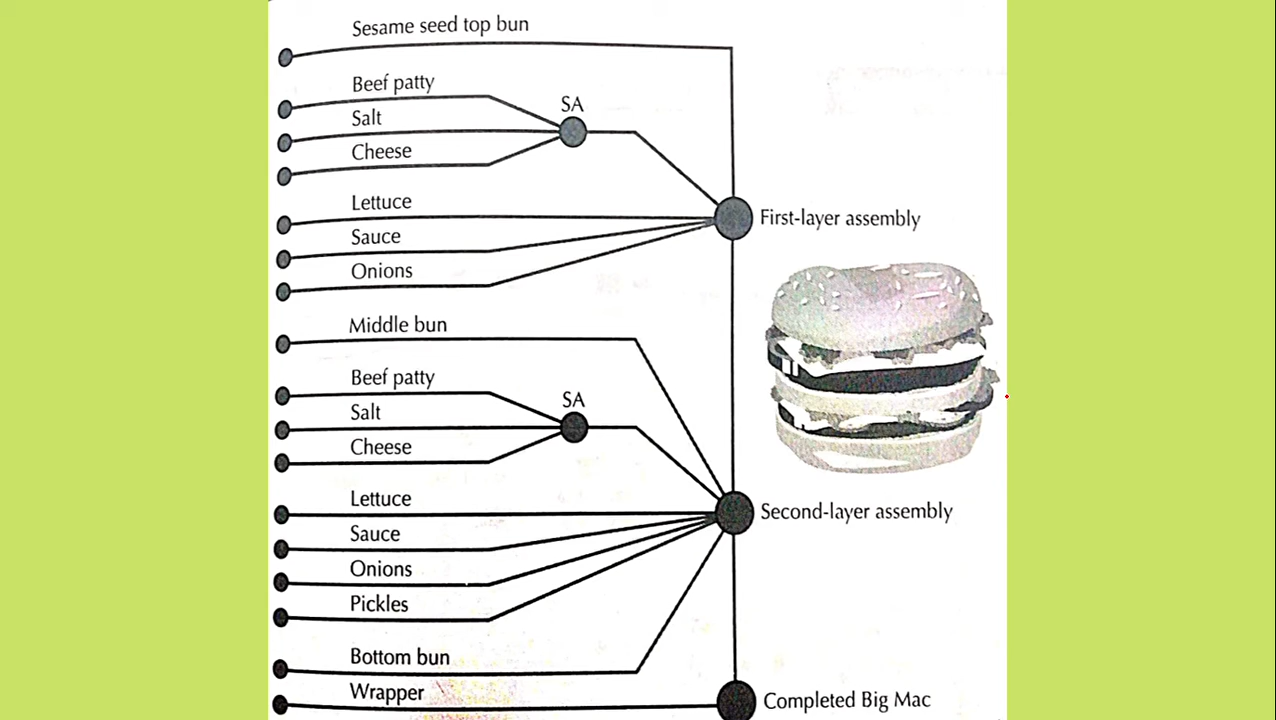 Sesame seed top bun
Beef patty
SA
Salt
Cheese
Lettuce
First-layer assembly
Sauce
Onions
Middle bun
Beef patty
SA
Salt
Cheese
Lettuce
Second-layer assembly
Sauce
Onions
Pickles
Bottom bun
Wrapper
Completed Big Mac